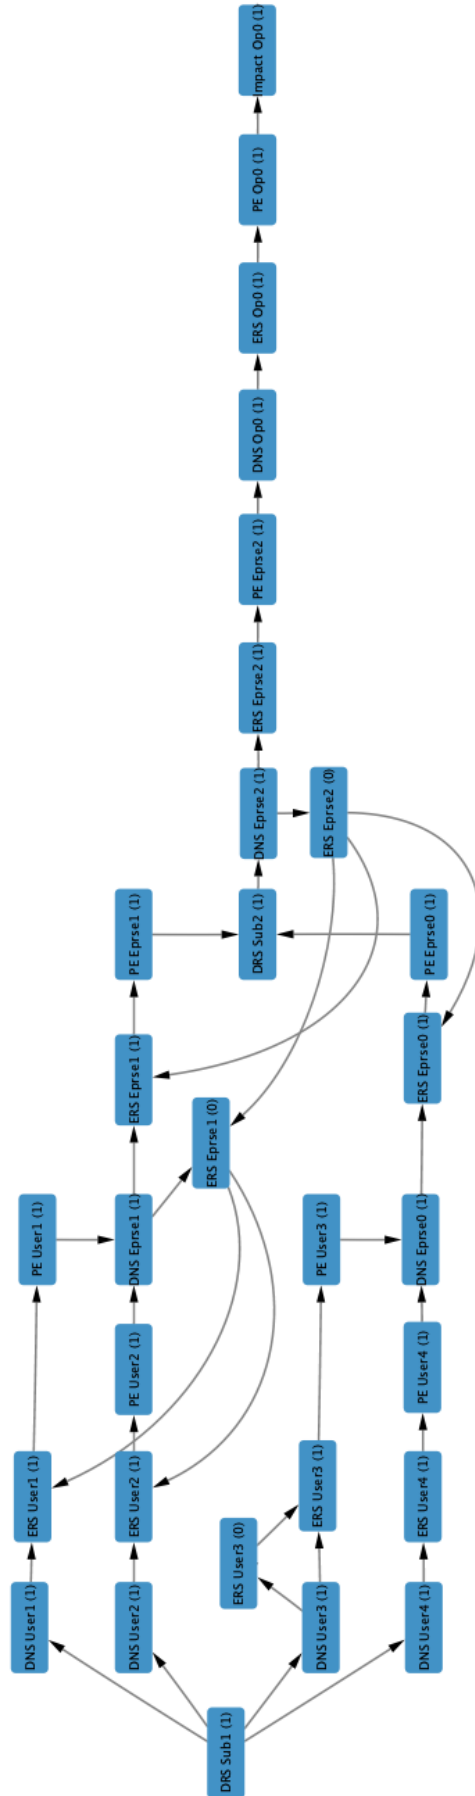 Impact Op0 (1)
PE Op0 (1)
ERS Op0 (1)
DNS Op0 (1)
PE Eprse2 (1)
ERS Eprse2 (1)
DNS Eprse2 (1)
ERS Eprse2 (0)
PE Eprse1 (1)
DRS Sub2 (1)
PE Eprse0 (1)
ERS Eprse1 (1)
ERS Eprse0 (1)
ERS Eprse1 (0)
PE User1 (1)
DNS Eprse1 (1)
PE User3 (1)
DNS Eprse0 (1)
PE User2 (1)
PE User4 (1)
ERS User1 (1)
ERS User2 (1)
ERS User3 (1)
ERS User4 (1)
ERS User3 (0)
DNS User1 (1)
DNS User2 (1)
DNS User3 (1)
DNS User4 (1)
DRS Sub1 (1)